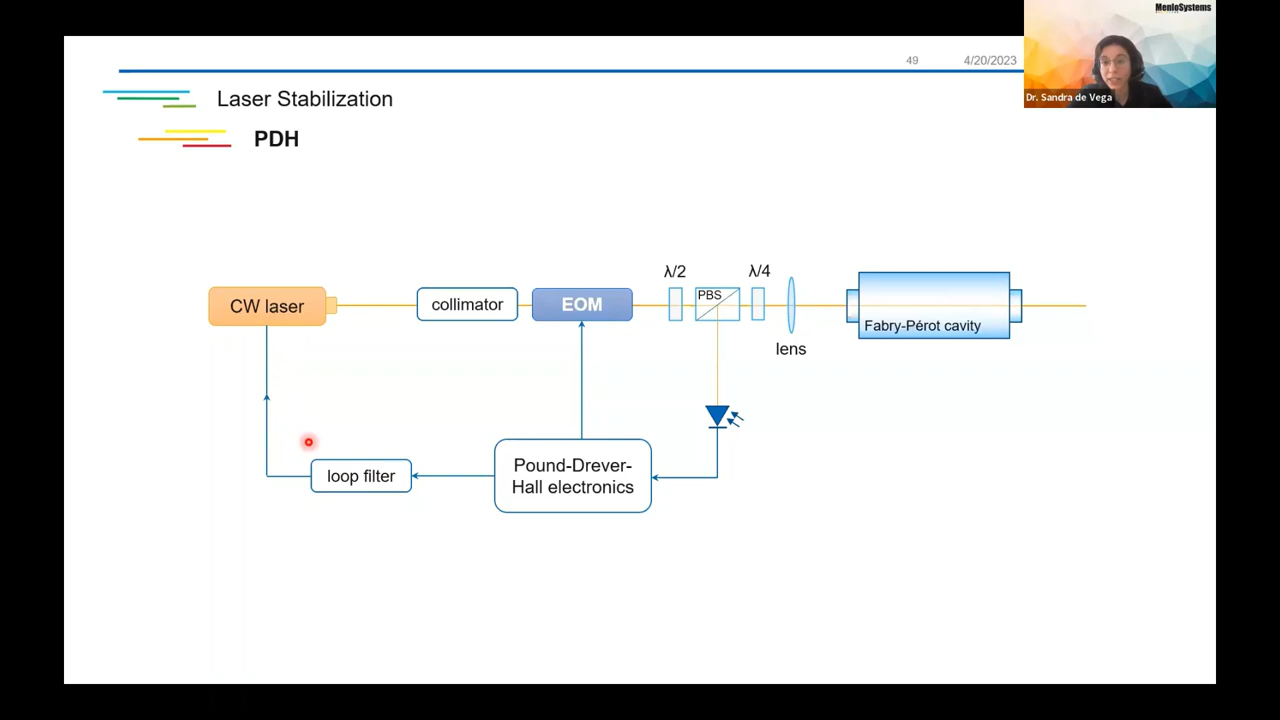 MenloSystems
49
4/20/2023
Dr. Sandra de Vega
Laser Stabilization
PDH
λ/2
λ/4
PBS
CW laser
collimator
EOM
Fabry-Pérot cavity
lens
Pound-Drever-
Hall electronics
loop filter